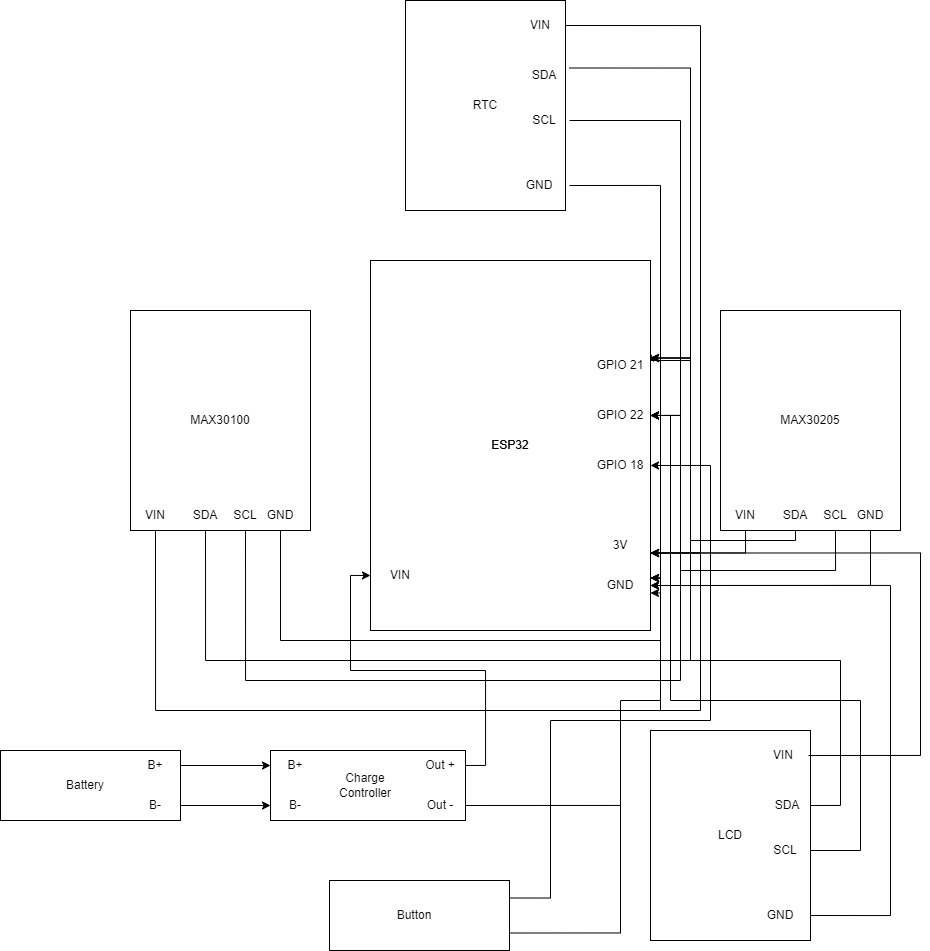 VIN
SDA
RTC
SCL
GND
GPIO 21
GPIO 22
ESP32
GPIO 18
3V
VIN
GND
MAX30100
VIN SDA SCL GND
MAX30205
VIN SDA SCL GND
B+
Battery
B-
B+
Out +
Charge
Controller
B-
Out -
VIN
SDA
LCD
SCL
GND
Button